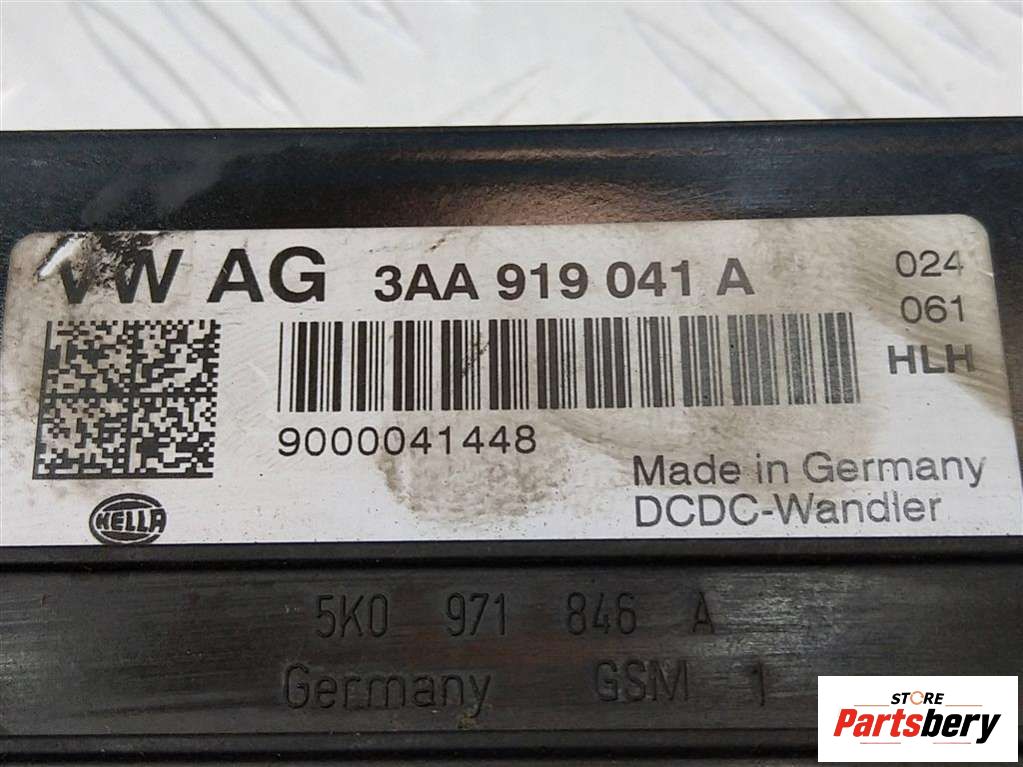 VW AG 3AA 919 041 A 024
061
HLH
9000041448
Made in Germany
DCDC-Wandler
HELLA
5K0 971 846 A
Germany GSM 1
STORE
Partsbery